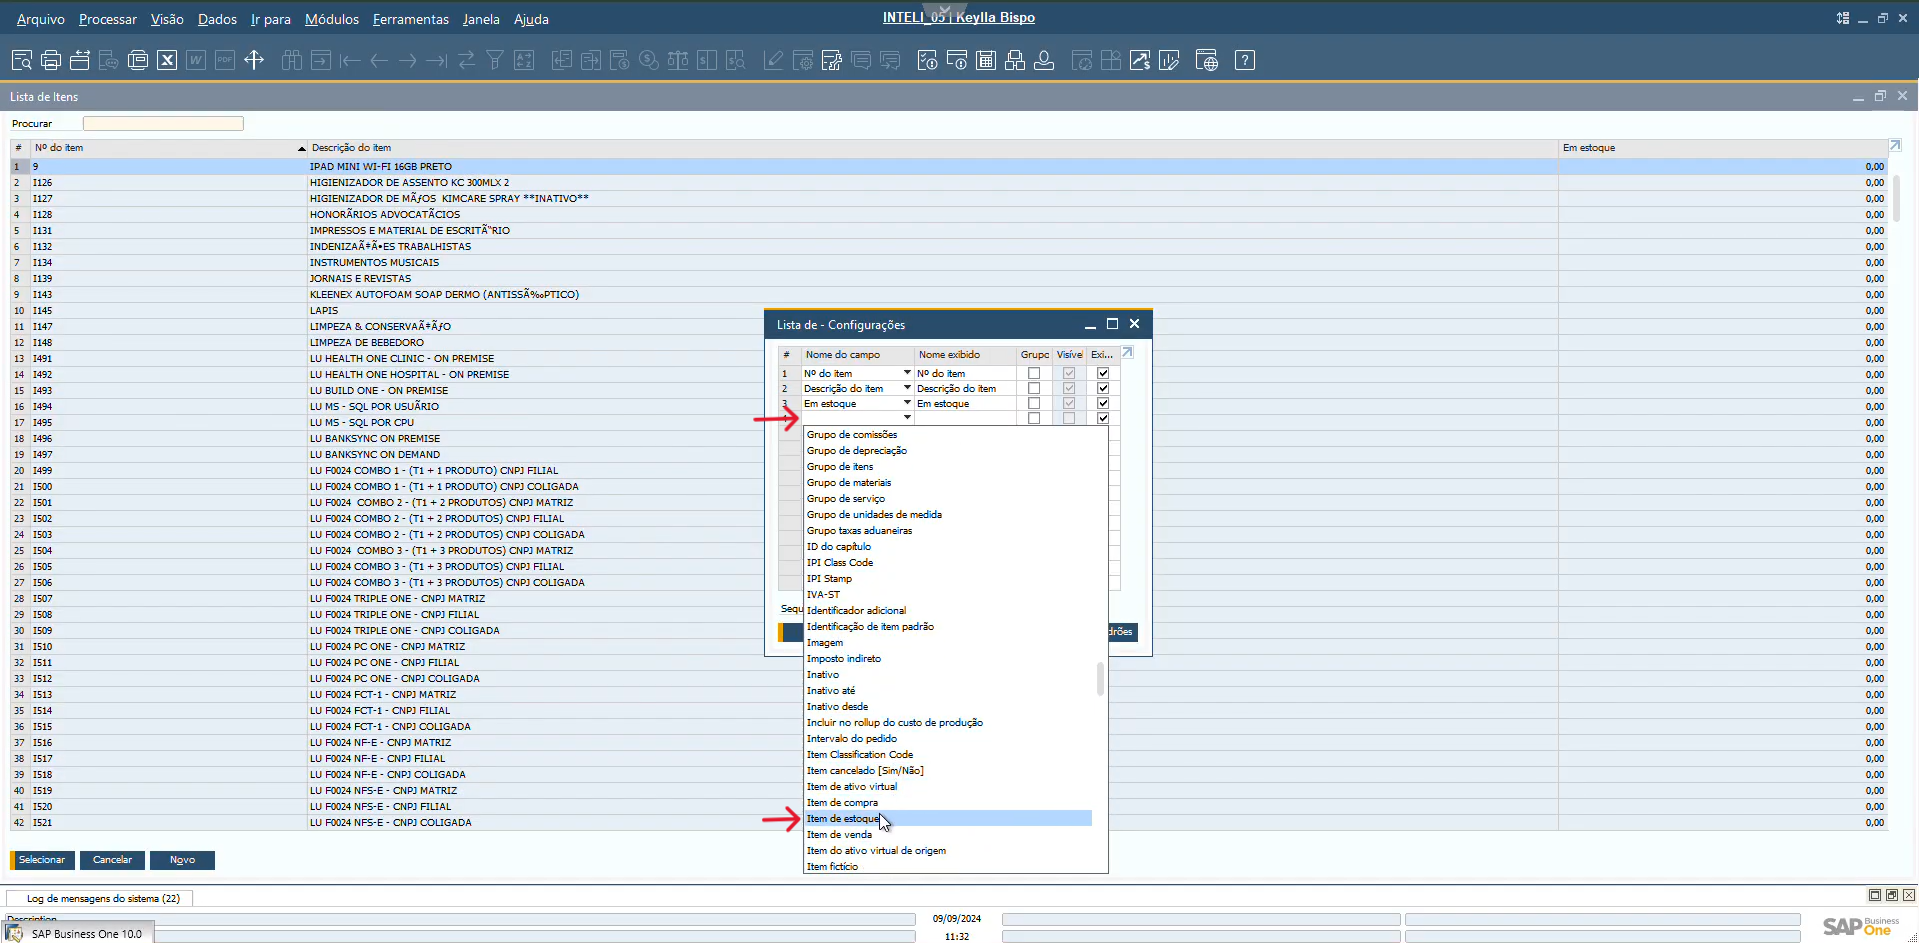 Arquivo Processar Visão Dados Ir para Módulos Ferramentas Janela Ajuda
INTELI_05 | Keylla Bispo
Lista de Itens
Procurar
# Nº do item Descrição do item Em estoque
1 9 IPAD MINI WI-FI 16GB PRETO 0,00
2 I126 HIGIENIZADOR DE ASSENTO KC 300MLX 2 0,00
3 I127 HIGIENIZADOR DE MÃƒOS KIMCARE SPRAY **INATIVO** 0,00
4 I128 HONORÃRIOS ADVOCATÃCIOS 0,00
5 I131 IMPRESSOS E MATERIAL DE ESCRITÃ“RIO 0,00
6 I132 INDENIZAÃ‡Ã•ES TRABALHISTAS 0,00
7 I134 INSTRUMENTOS MUSICAIS 0,00
8 I139 JORNAIS E REVISTAS 0,00
9 I143 KLEENEX AUTOFOAM SOAP DERMO (ANTISSÃ‰PTICO) 0,00
10 I145 LAPIS 0,00
11 I147 LIMPEZA & CONSERVAÃ‡ÃƒO 0,00
12 I148 LIMPEZA DE BEBEDORO 0,00
13 I491 LU HEALTH ONE CLINIC - ON PREMISE 0,00
14 I492 LU HEALTH ONE HOSPITAL - ON PREMISE 0,00
15 I493 LU BUILD ONE - ON PREMISE 0,00
16 I494 LU MS - SQL POR USUÃRIO 0,00
17 I495 LU MS - SQL POR CPU 0,00
18 I496 LU BANKSYNC ON PREMISE 0,00
19 I497 LU BANKSYNC ON DEMAND 0,00
20 I499 LU F0024 COMBO 1 - (T1 + 1 PRODUTO) CNPJ FILIAL 0,00
21 I500 LU F0024 COMBO 1 - (T1 + 1 PRODUTO) CNPJ COLIGADA 0,00
22 I501 LU F0024 COMBO 2 - (T1 + 2 PRODUTOS) CNPJ MATRIZ 0,00
23 I502 LU F0024 COMBO 2 - (T1 + 2 PRODUTOS) CNPJ FILIAL 0,00
24 I503 LU F0024 COMBO 2 - (T1 + 2 PRODUTOS) CNPJ COLIGADA 0,00
25 I504 LU F0024 COMBO 3 - (T1 + 3 PRODUTOS) CNPJ MATRIZ 0,00
26 I505 LU F0024 COMBO 3 - (T1 + 3 PRODUTOS) CNPJ FILIAL 0,00
27 I506 LU F0024 COMBO 3 - (T1 + 3 PRODUTOS) CNPJ COLIGADA 0,00
28 I507 LU F0024 TRIPLE ONE - CNPJ MATRIZ 0,00
29 I508 LU F0024 TRIPLE ONE - CNPJ FILIAL 0,00
30 I509 LU F0024 TRIPLE ONE - CNPJ COLIGADA 0,00
31 I510 LU F0024 PC ONE - CNPJ MATRIZ 0,00
32 I511 LU F0024 PC ONE - CNPJ FILIAL 0,00
33 I512 LU F0024 PC ONE - CNPJ COLIGADA 0,00
34 I513 LU F0024 FCT-1 - CNPJ MATRIZ 0,00
35 I514 LU F0024 FCT-1 - CNPJ FILIAL 0,00
36 I515 LU F0024 FCT-1 - CNPJ COLIGADA 0,00
37 I516 LU F0024 NF-E - CNPJ MATRIZ 0,00
38 I517 LU F0024 NF-E - CNPJ FILIAL 0,00
39 I518 LU F0024 NF-E - CNPJ COLIGADA 0,00
40 I519 LU F0024 NFS-E - CNPJ MATRIZ 0,00
41 I520 LU F0024 NFS-E - CNPJ FILIAL 0,00
42 I521 LU F0024 NFS-E - CNPJ COLIGADA 0,00
Lista de - Configurações
# Nome do campo Nome exibido Grupo Visível Exi...
1 Nº do item Nº do item
2 Descrição do item Descrição do item
3 Em estoque Em estoque
Grupo de comissões
Grupo de depreciação
Grupo de itens
Grupo de materiais
Grupo de serviço
Grupo de unidades de medida
Grupo taxas aduaneiras
ID do capítulo
IPI Class Code
IPI Stamp
IVA-ST
Identificador adicional
Identificação de item padrão
Imagem
Imposto indireto
Inativo
Inativo até
Inativo desde
Incluir no rollup do custo de produção
Intervalo do pedido
Item Classification Code
Item cancelado [Sim/Não]
Item de ativo virtual
Item de compra
Item de estoque
Item de venda
Item do ativo virtual de origem
Item fictício
Sequ
drões
Selecionar Cancelar Novo
Log de mensagens do sistema (22)
Description
09/09/2024
11:32
SAP Business One 10.0
SAP Business One